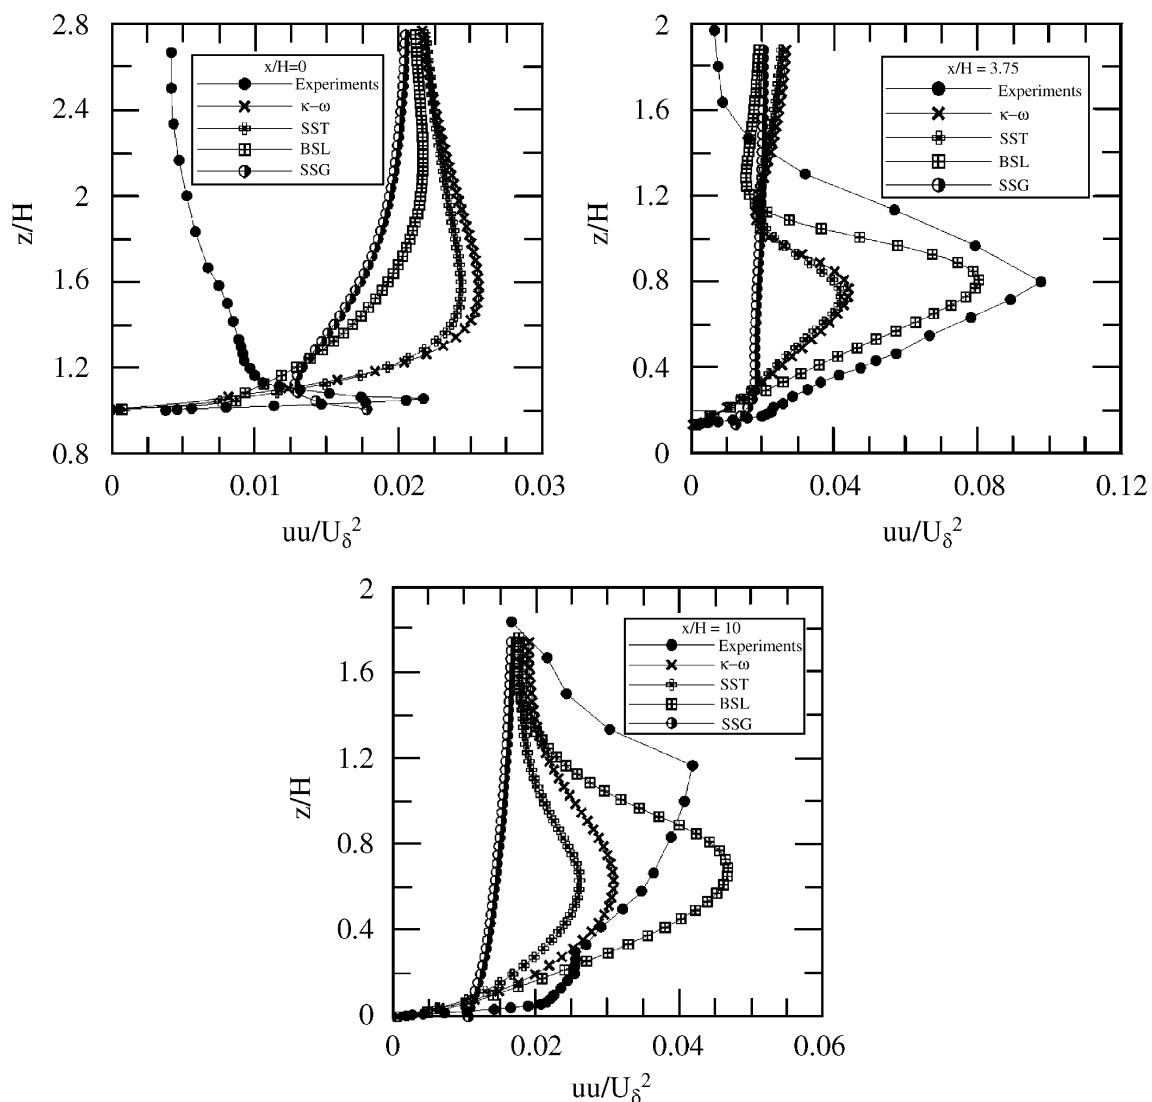 2.8
2.4
2
1.6
1.2
0.8
z/H
0
0.01
0.02
0.03
uu/Uδ²
x/H=0
Experiments
κ−ω
SST
BSL
SSG
2
1.6
1.2
0.8
0.4
0
z/H
0
0.04
0.08
0.12
uu/Uδ²
x/H = 3.75
Experiments
κ−ω
SST
BSL
SSG
2
1.6
1.2
0.8
0.4
0
z/H
0
0.02
0.04
0.06
uu/Uδ²
x/H = 10
Experiments
κ−ω
SST
BSL
SSG